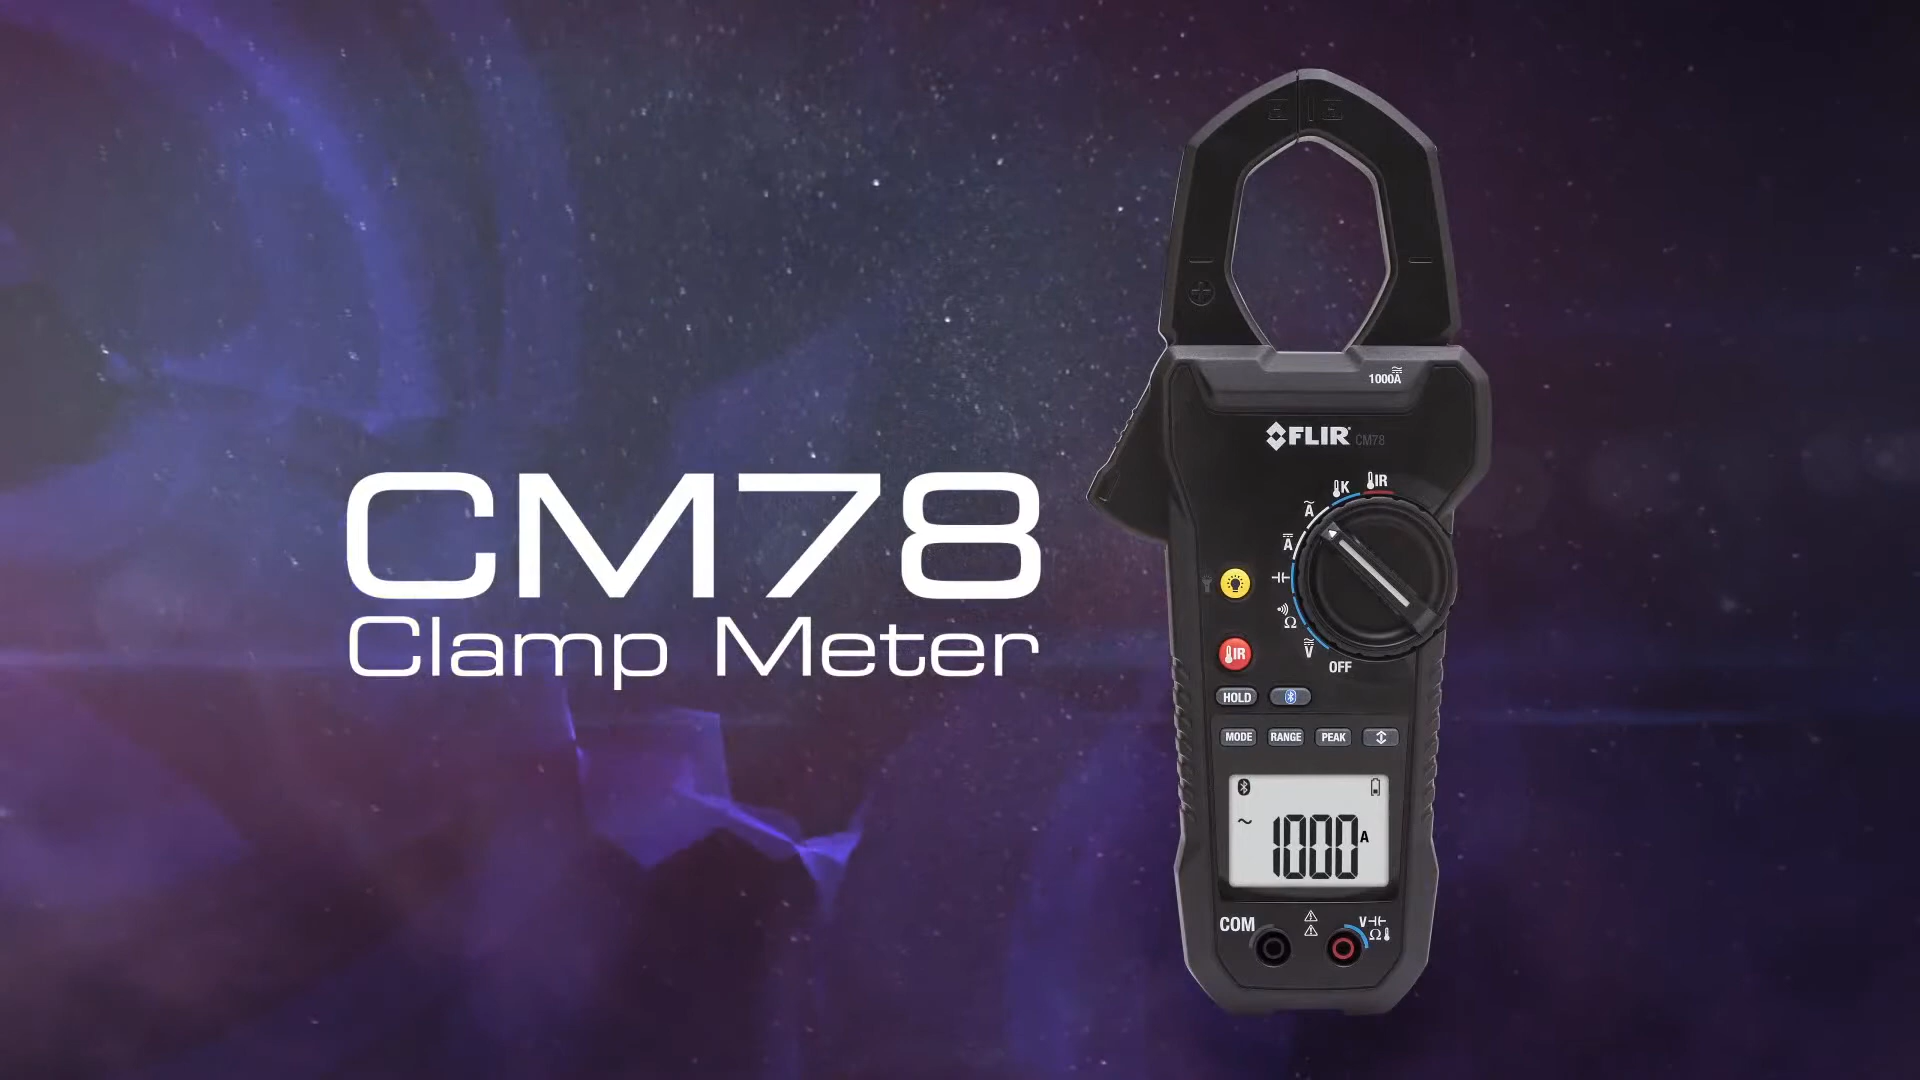 CM78
Clamp Meter
1000A
FLIR CM78
K
IR
A
A
Ω
V
OFF
IR
HOLD
MODE RANGE PEAK
1000 A
COM
V
Ω